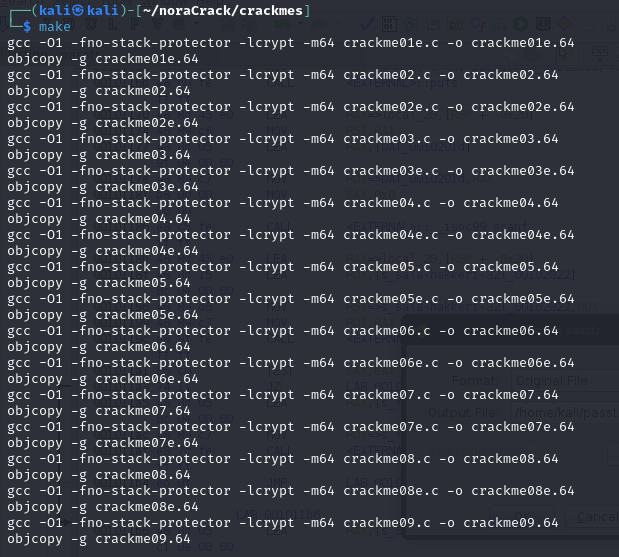 ┌──(kali㉿kali)-[~/noraCrack/crackmes]
└─$ make
gcc -O1 -fno-stack-protector -lcrypt -m64 crackme01e.c -o crackme01e.64
objcopy -g crackme01e.64
gcc -O1 -fno-stack-protector -lcrypt -m64 crackme02.c -o crackme02.64
objcopy -g crackme02.64
gcc -O1 -fno-stack-protector -lcrypt -m64 crackme02e.c -o crackme02e.64
objcopy -g crackme02e.64
gcc -O1 -fno-stack-protector -lcrypt -m64 crackme03.c -o crackme03.64
objcopy -g crackme03.64
gcc -O1 -fno-stack-protector -lcrypt -m64 crackme03e.c -o crackme03e.64
objcopy -g crackme03e.64
gcc -O1 -fno-stack-protector -lcrypt -m64 crackme04.c -o crackme04.64
objcopy -g crackme04.64
gcc -O1 -fno-stack-protector -lcrypt -m64 crackme04e.c -o crackme04e.64
objcopy -g crackme04e.64
gcc -O1 -fno-stack-protector -lcrypt -m64 crackme05.c -o crackme05.64
objcopy -g crackme05.64
gcc -O1 -fno-stack-protector -lcrypt -m64 crackme05e.c -o crackme05e.64
objcopy -g crackme05e.64
gcc -O1 -fno-stack-protector -lcrypt -m64 crackme06.c -o crackme06.64
objcopy -g crackme06.64
gcc -O1 -fno-stack-protector -lcrypt -m64 crackme06e.c -o crackme06e.64
objcopy -g crackme06e.64
gcc -O1 -fno-stack-protector -lcrypt -m64 crackme07.c -o crackme07.64
objcopy -g crackme07.64
gcc -O1 -fno-stack-protector -lcrypt -m64 crackme07e.c -o crackme07e.64
objcopy -g crackme07e.64
gcc -O1 -fno-stack-protector -lcrypt -m64 crackme08.c -o crackme08.64
objcopy -g crackme08.64
gcc -O1 -fno-stack-protector -lcrypt -m64 crackme08e.c -o crackme08e.64
objcopy -g crackme08e.64
gcc -O1 -fno-stack-protector -lcrypt -m64 crackme09.c -o crackme09.64
objcopy -g crackme09.64
Format: Original File
Output File: /home/kali/passt
Cancel